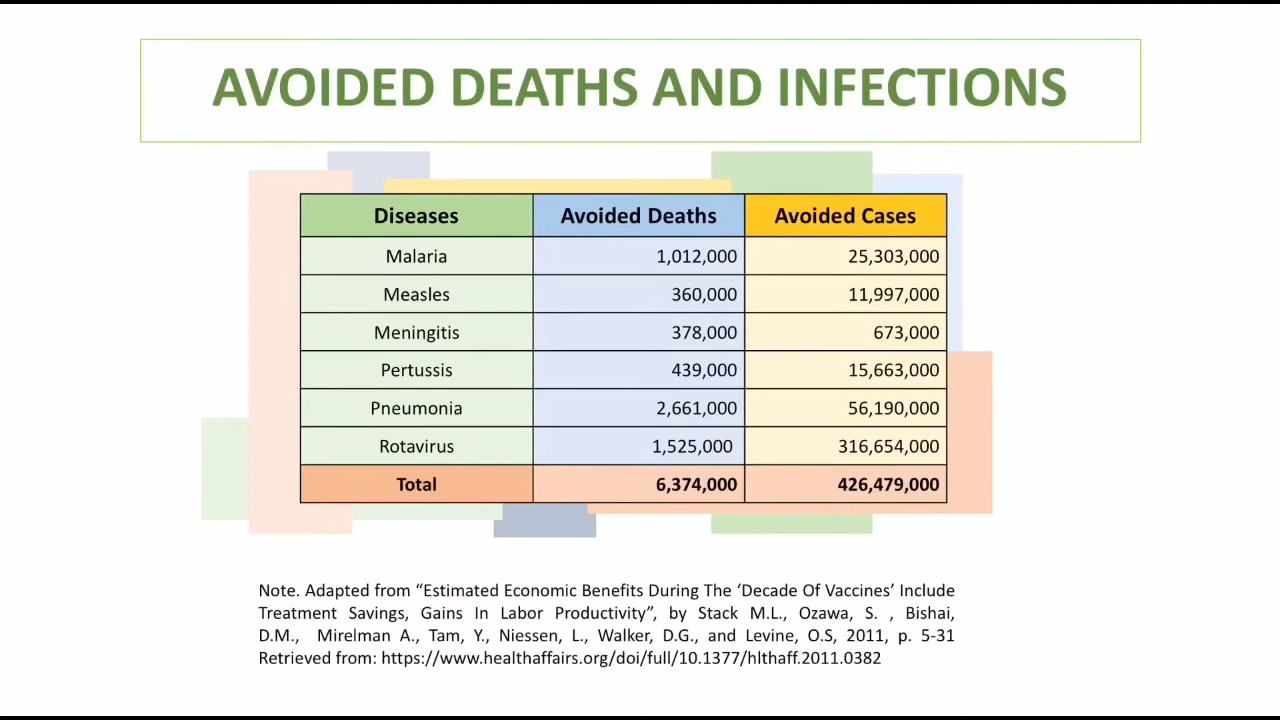 AVOIDED DEATHS AND INFECTIONS
Diseases Avoided Deaths Avoided Cases
Malaria 1,012,000 25,303,000
Measles 360,000 11,997,000
Meningitis 378,000 673,000
Pertussis 439,000 15,663,000
Pneumonia 2,661,000 56,190,000
Rotavirus 1,525,000 316,654,000
Total 6,374,000 426,479,000
Note. Adapted from “Estimated Economic Benefits During The ‘Decade Of Vaccines’ Include
Treatment Savings, Gains In Labor Productivity”, by Stack M.L., Ozawa, S. , Bishai,
D.M., Mirelman A., Tam, Y., Niessen, L., Walker, D.G., and Levine, O.S, 2011, p. 5-31
Retrieved from: https://www.healthaffairs.org/doi/full/10.1377/hlthaff.2011.0382